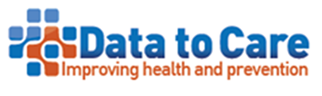 Data to Care
Improving health and prevention